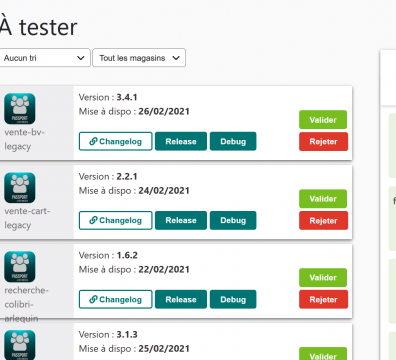 À tester
Aucun tri
Tout les magasins
Version : 3.4.1
Mise à dispo : 26/02/2021
Valider
PASSPORT
vente-bv-
legacy
Changelog
Release
Debug
Rejeter
Version : 2.2.1
Mise à dispo : 24/02/2021
Valider
PASSPORT
vente-cart-
legacy
Changelog
Release
Debug
Rejeter
Version : 1.6.2
Mise à dispo : 22/02/2021
Valider
PASSPORT
recherche-
colibri-
arlequin
Changelog
Release
Debug
Rejeter
Version : 3.1.3
Mise à dispo : 25/02/2021
Valider
PASSPORT